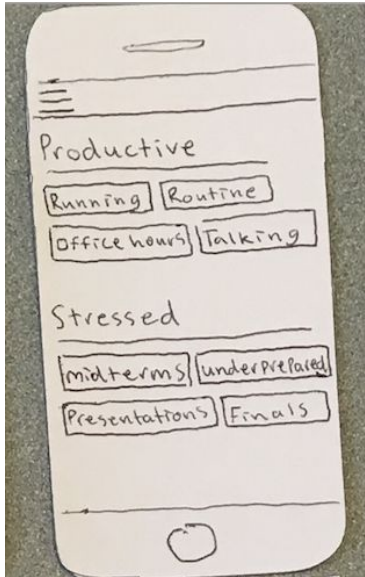 Productive
Running Routine
Office hours Talking
Stressed
midterms underprepared
Presentations Finals